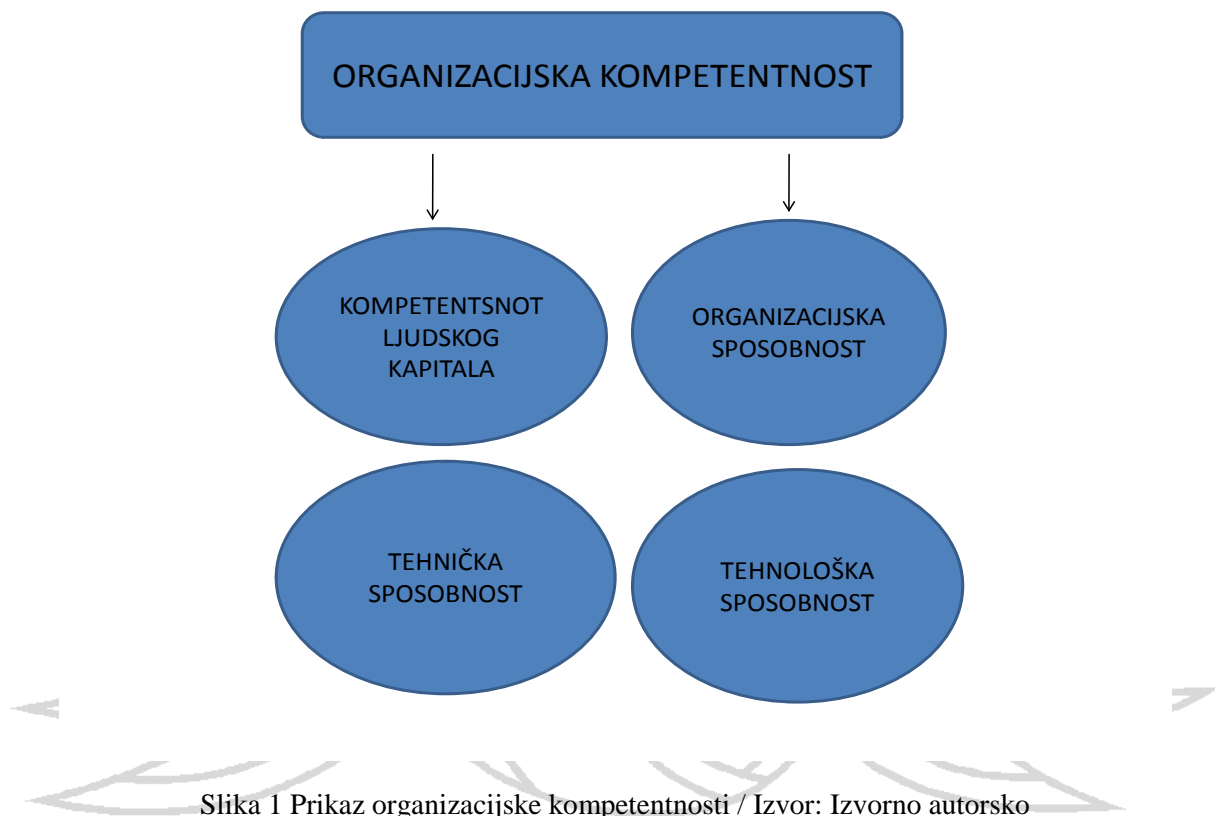 ORGANIZACIJSKA KOMPETENTNOST
KOMPETENTSNOT
LJUDSKOG
KAPITALA
ORGANIZACIJSKA
SPOSOBNOST
TEHNIČKA
SPOSOBNOST
TEHNOLOŠKA
SPOSOBNOST
Slika 1 Prikaz organizacijske kompetentnosti / Izvor: Izvorno autorsko